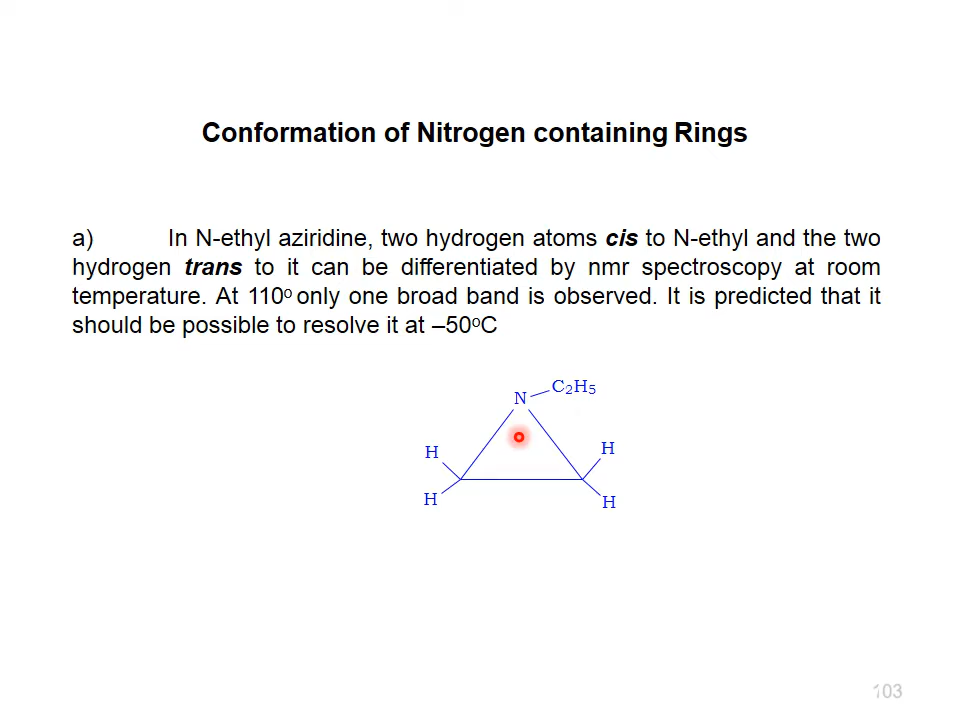 Conformation of Nitrogen containing Rings
a) In N-ethyl aziridine, two hydrogen atoms cis to N-ethyl and the two
hydrogen trans to it can be differentiated by nmr spectroscopy at room
temperature. At 110º only one broad band is observed. It is predicted that it
should be possible to resolve it at –50ºC
N C₂H₅
H H
H H
103